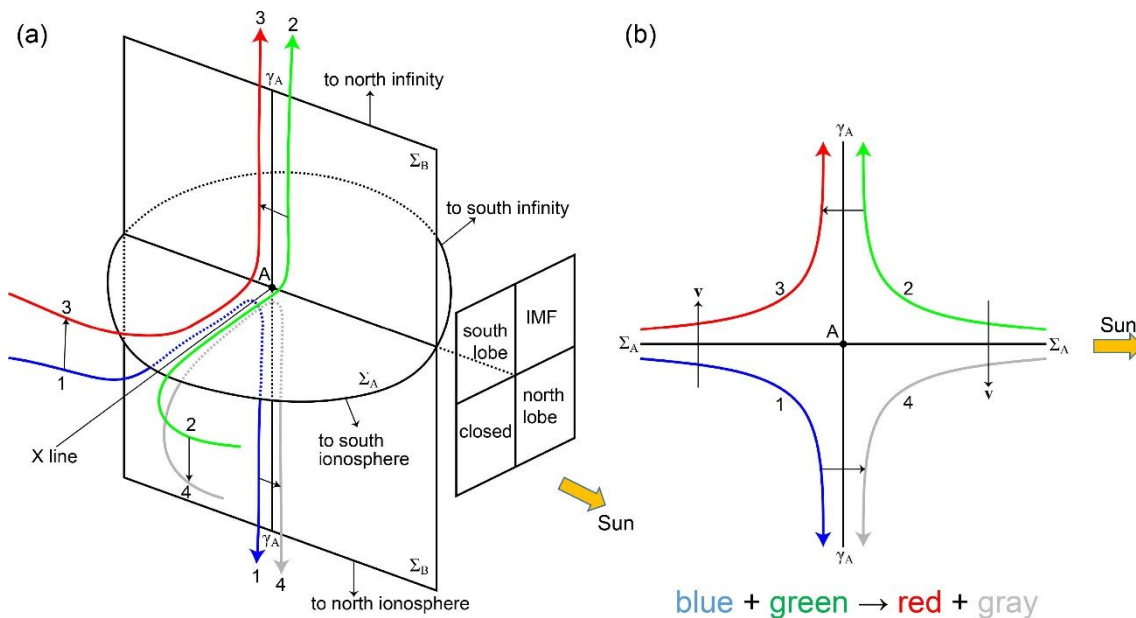 (a)
3
2
γA
to north infinity
ΣB
to south infinity
A
3
1
ΣA
south lobe
IMF
closed
north lobe
2
to south ionosphere
X line
4
Sun
γA
1
4
ΣB
to north ionosphere
(b)
γA
3
2
v
A
ΣA
ΣA
Sun
v
1
4
γA
blue + green → red + gray